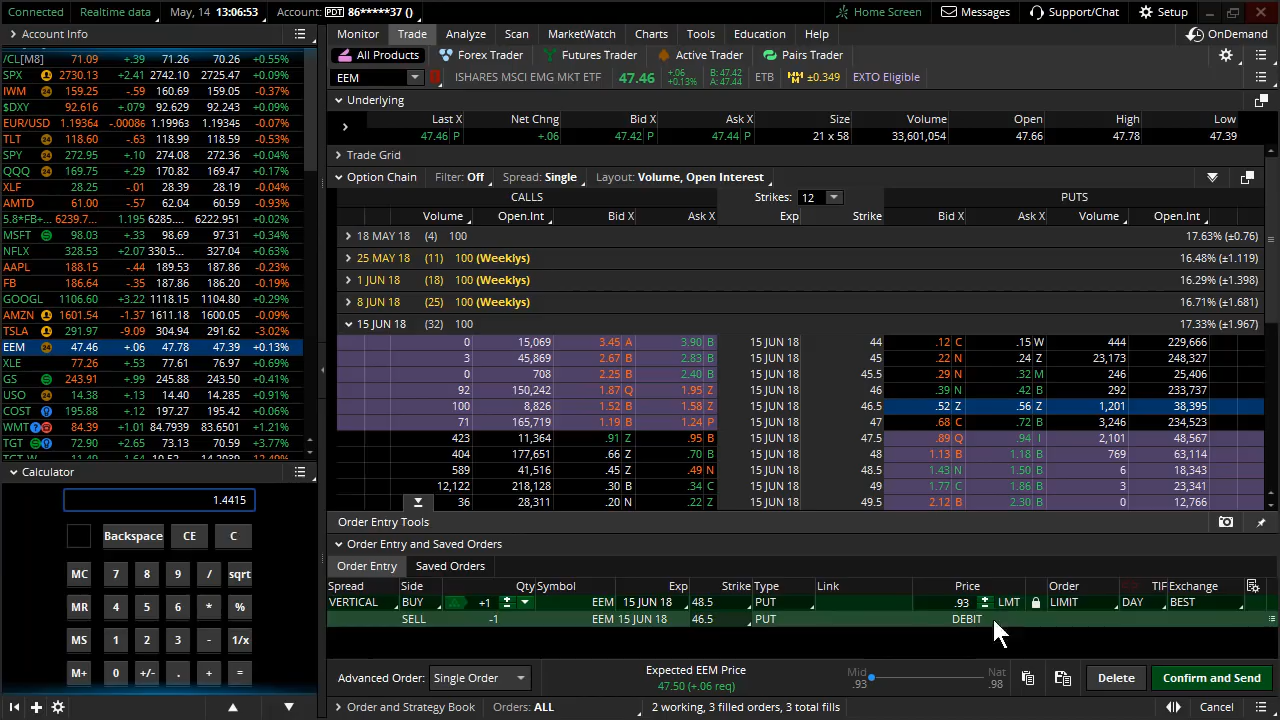 Connected Realtime data May, 14 13:06:53 Account: PDT 86*****37 () Home Screen Messages Support/Chat Setup
Account Info
/CL[M8] 71.09 +.39 71.26 70.26 +0.55%
SPX 2730.13 +2.41 2742.10 2725.47 +0.09%
IWM 159.25 -.59 160.69 159.05 -0.37%
$DXY 92.616 +.079 92.629 92.243 +0.09%
EUR/USD 1.19364 -.00086 1.19963 1.19345 -0.07%
TLT 118.60 -.63 118.99 118.59 -0.53%
SPY 272.95 +.10 274.08 272.36 +0.04%
QQQ 169.75 +.29 170.82 169.47 +0.17%
XLF 28.25 -.01 28.39 28.19 -0.04%
AMTD 61.00 -.57 62.04 60.59 -0.93%
5.8*FB+... 6239.7... 1.195 6285.... 6222.951 +0.02%
MSFT 98.03 +.33 98.69 97.31 +0.34%
NFLX 328.53 +2.07 330.5... 327.04 +0.63%
AAPL 188.15 -.44 189.53 187.86 -0.23%
FB 186.64 -.35 187.86 186.20 -0.19%
GOOGL 1106.60 +3.22 1118.15 1104.80 +0.29%
AMZN 1601.54 -1.37 1611.18 1600.05 -0.09%
TSLA 291.97 -9.09 304.94 291.62 -3.02%
EEM 47.46 +.06 47.78 47.39 +0.13%
XLE 77.26 +.53 77.61 76.97 +0.69%
GS 243.91 +.99 245.88 243.50 +0.41%
USO 14.38 +.13 14.40 14.285 +0.91%
COST 195.88 +.12 197.27 195.42 +0.06%
WMT 84.39 +1.01 84.7939 83.6501 +1.21%
TGT 72.90 +2.65 73.13 70.59 +3.77%
Calculator
1.4415
Backspace CE C
MC 7 8 9 / sqrt
MR 4 5 6 * %
MS 1 2 3 - 1/x
M+ 0 +/- . + =
Monitor Trade Analyze Scan MarketWatch Charts Tools Education Help OnDemand
All Products Forex Trader Futures Trader Active Trader Pairs Trader
EEM ISHARES MSCI EMG MKT ETF 47.46 +.06 +0.13% B: 47.42 A: 47.44 ETB ±0.349 EXTO Eligible
Underlying
Last X Net Chng Bid X Ask X Size Volume Open High Low
47.46 P +.06 47.42 P 47.44 P 21 x 58 33,601,054 47.66 47.78 47.39
Trade Grid
Option Chain Filter: Off Spread: Single Layout: Volume, Open Interest
CALLS Strikes: 12 PUTS
Volume Open.Int Bid X Ask X Exp Strike Bid X Ask X Volume Open.Int
18 MAY 18 (4) 100 17.63% (±0.76)
25 MAY 18 (11) 100 (Weeklys) 16.48% (±1.119)
1 JUN 18 (18) 100 (Weeklys) 16.29% (±1.398)
8 JUN 18 (25) 100 (Weeklys) 16.71% (±1.681)
15 JUN 18 (32) 100 17.33% (±1.967)
0 15,069 3.45 A 3.90 B 15 JUN 18 44 .12 C .15 W 444 229,666
3 45,869 2.67 B 2.83 B 15 JUN 18 45 .22 N .24 Z 23,173 248,327
0 708 2.25 B 2.40 B 15 JUN 18 45.5 .29 N .32 M 246 25,406
92 150,242 1.87 Q 1.95 Z 15 JUN 18 46 .39 N .42 B 292 233,737
100 8,826 1.52 B 1.58 Z 15 JUN 18 46.5 .52 Z .56 Z 1,201 38,395
71 165,719 1.19 B 1.24 P 15 JUN 18 47 .68 C .72 B 3,246 234,523
423 11,364 .91 Z .95 B 15 JUN 18 47.5 .89 Q .94 I 2,101 48,567
404 177,651 .66 Z .70 B 15 JUN 18 48 1.13 B 1.18 B 769 63,114
589 41,516 .45 Z .49 N 15 JUN 18 48.5 1.43 N 1.50 B 6 18,343
12,122 218,128 .30 B .34 C 15 JUN 18 49 1.77 C 1.86 B 3 23,341
36 28,311 .20 N .22 Z 15 JUN 18 49.5 2.12 B 2.30 N 0 12,766
Order Entry Tools
Order Entry and Saved Orders
Order Entry Saved Orders
Spread Side Qty Symbol Exp Strike Type Link Price Order TIF Exchange
VERTICAL BUY +1 EEM 15 JUN 18 48.5 PUT .93 LMT LIMIT DAY BEST
SELL -1 EEM 15 JUN 18 46.5 PUT DEBIT
Advanced Order: Single Order Expected EEM Price 47.50 (+.06 req) Mid .93 Nat .98 Delete Confirm and Send
Order and Strategy Book Orders: ALL 2 working, 3 filled orders, 3 total fills Cancel